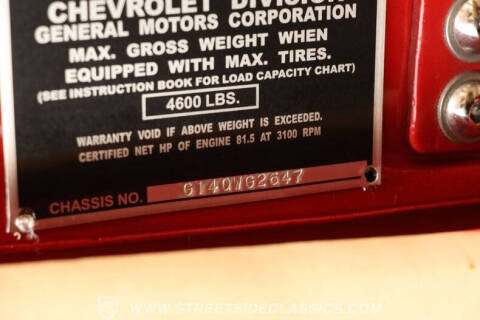 CHEVROLET DIVISION
GENERAL MOTORS CORPORATION
MAX. GROSS WEIGHT WHEN
EQUIPPED WITH MAX. TIRES.
(SEE INSTRUCTION BOOK FOR LOAD CAPACITY CHART)
4600 LBS.
WARRANTY VOID IF ABOVE WEIGHT IS EXCEEDED.
CERTIFIED NET HP OF ENGINE 81.5 AT 3100 RPM
CHASSIS NO. G14QWG2647
WWW.STREETSIDECLASSICS.COM